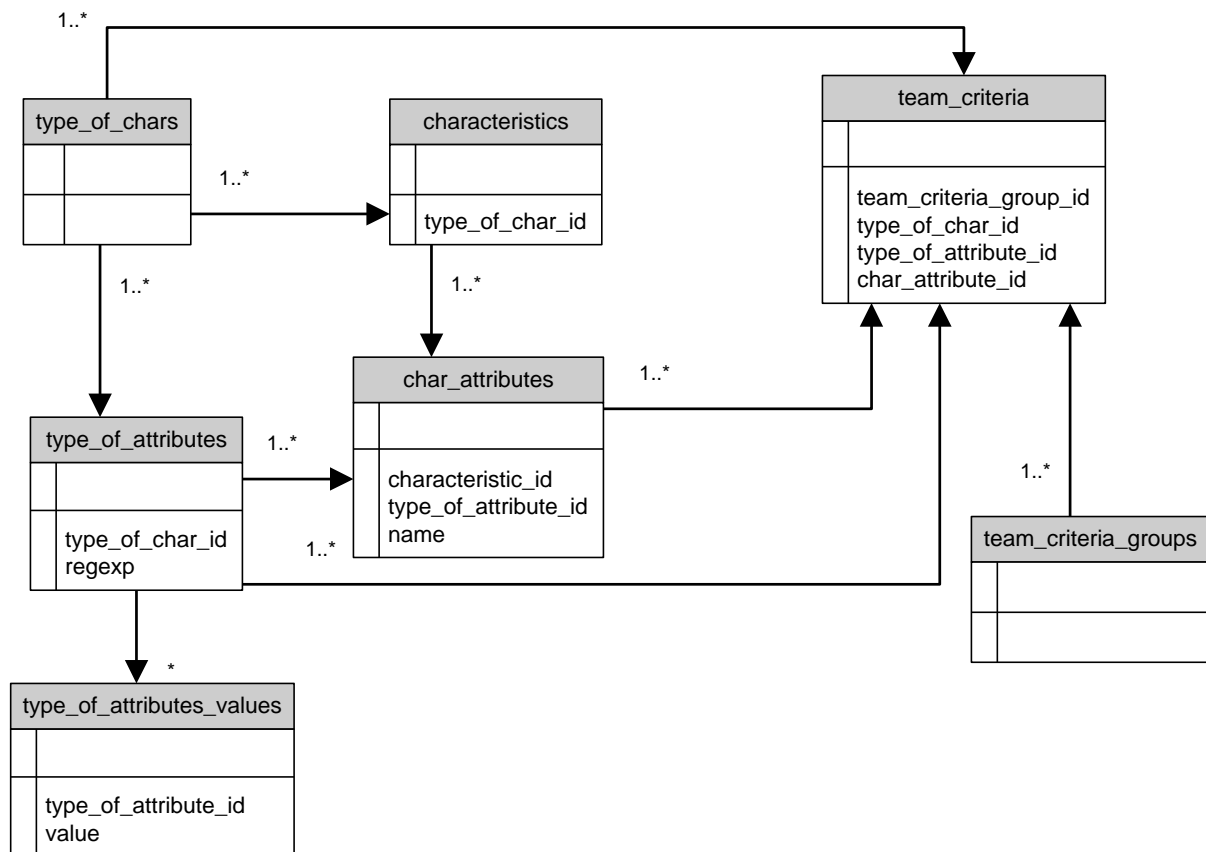 1..*
type_of_chars
characteristics
team_criteria
1..*
type_of_char_id
team_criteria_group_id
type_of_char_id
type_of_attribute_id
char_attribute_id
1..*
1..*
char_attributes
1..*
type_of_attributes
1..*
characteristic_id
type_of_attribute_id
name
1..*
type_of_char_id
regexp
1..*
team_criteria_groups
*
type_of_attributes_values
type_of_attribute_id
value